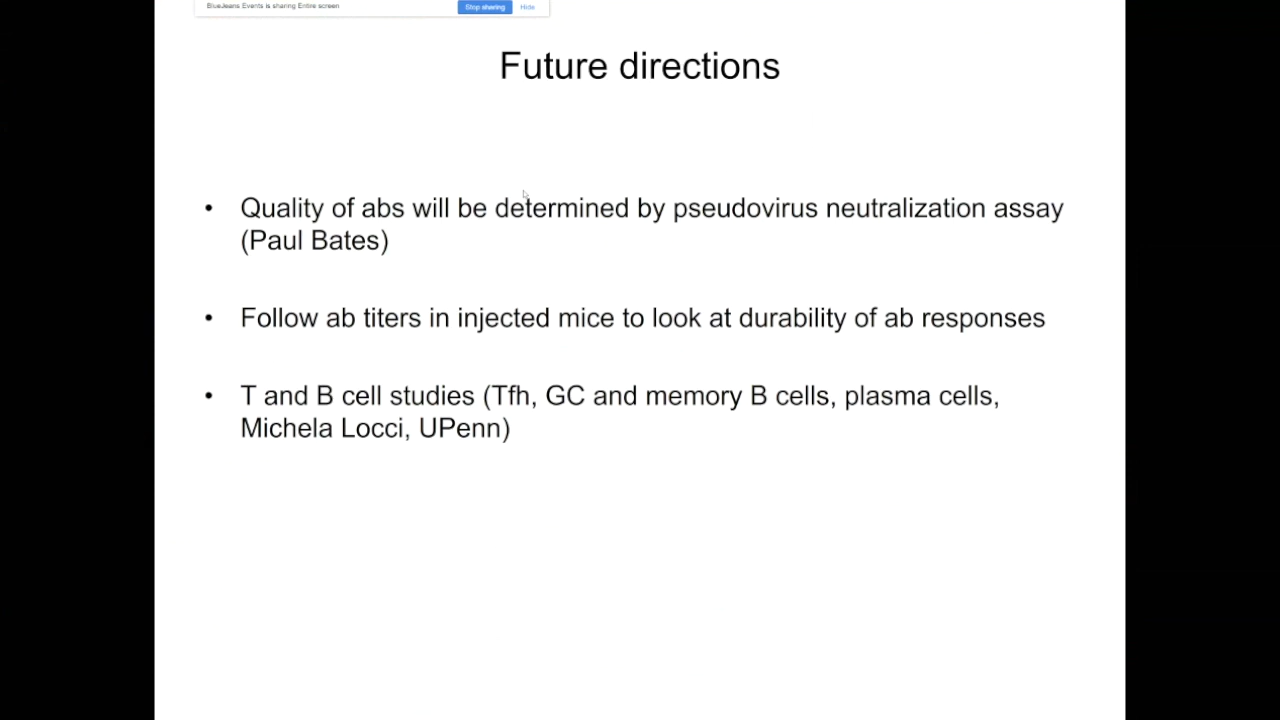 BlueJeans Events is sharing Entire screen
Stop sharing
Hide
Future directions
• Quality of abs will be determined by pseudovirus neutralization assay
(Paul Bates)
• Follow ab titers in injected mice to look at durability of ab responses
• T and B cell studies (Tfh, GC and memory B cells, plasma cells,
Michela Locci, UPenn)